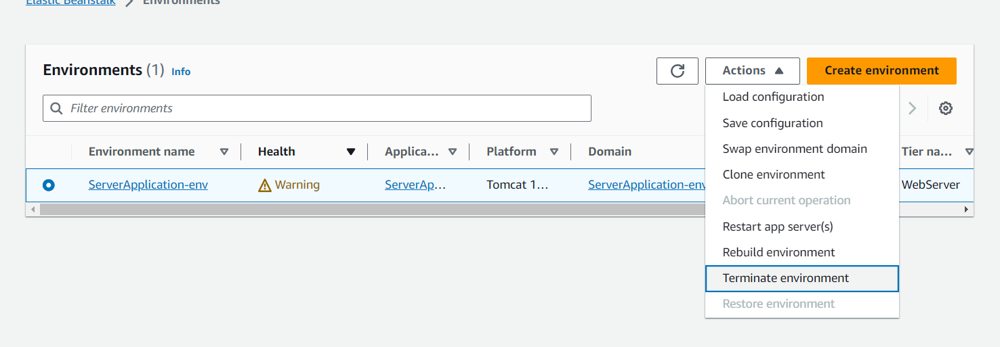 Elastic Beanstalk > Environments
Environments (1) Info
Actions
Create environment
Filter environments
Load configuration
Save configuration
Swap environment domain
Clone environment
Abort current operation
Restart app server(s)
Rebuild environment
Terminate environment
Restore environment
Environment name Health Applica... Platform Domain Tier na...
ServerApplication-env Warning ServerAp... Tomcat 1... ServerApplication-env WebServer